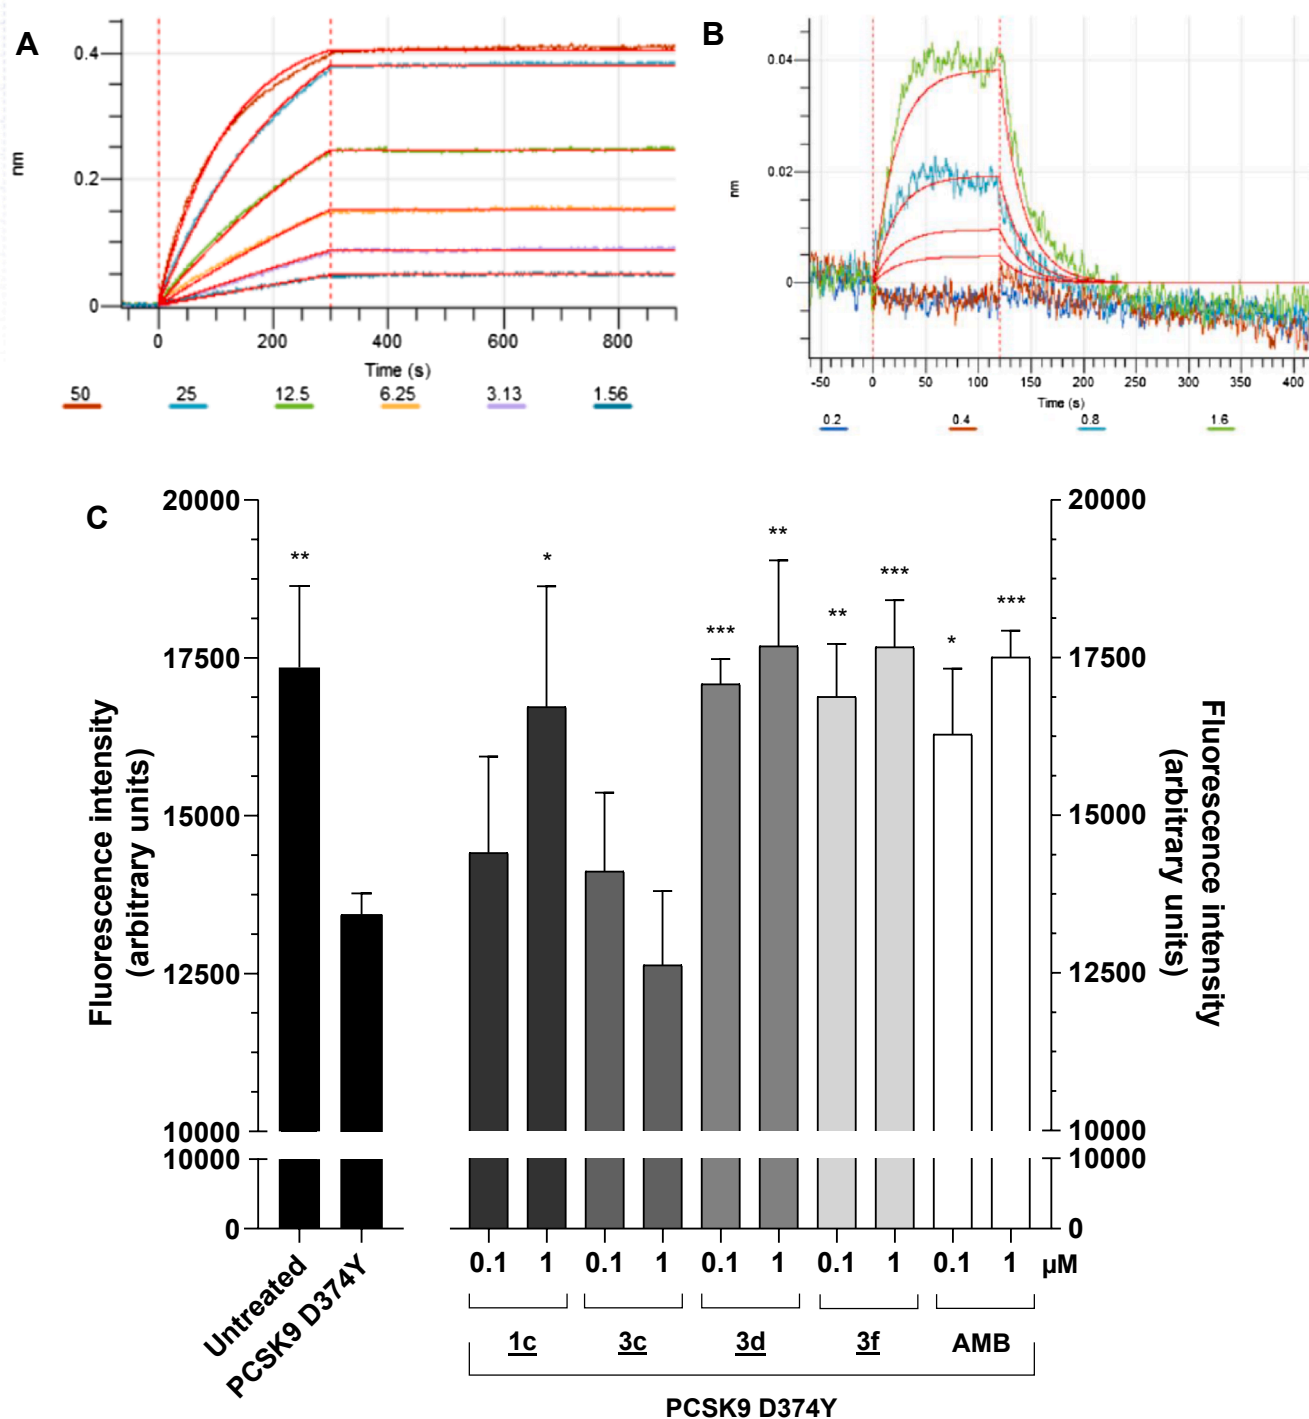 A
0.4
0.2
0
nm
0 200 400 600 800
Time (s)
50 25 12.5 6.25 3.13 1.56
B
0.04
0.02
0
nm
-50 0 50 100 150 200 250 300 350 400
Time (s)
0.2 0.4 0.8 1.6
C
20000
17500
15000
12500
10000
10000
0
Fluorescence intensity
(arbitrary units)
** * *** ** ** *** * ***
20000
17500
15000
12500
10000
10000
0
Fluorescence intensity
(arbitrary units)
Untreated
PCSK9 D374Y
0.1 1 0.1 1 0.1 1 0.1 1 0.1 1 µM
1c 3c 3d 3f AMB
PCSK9 D374Y